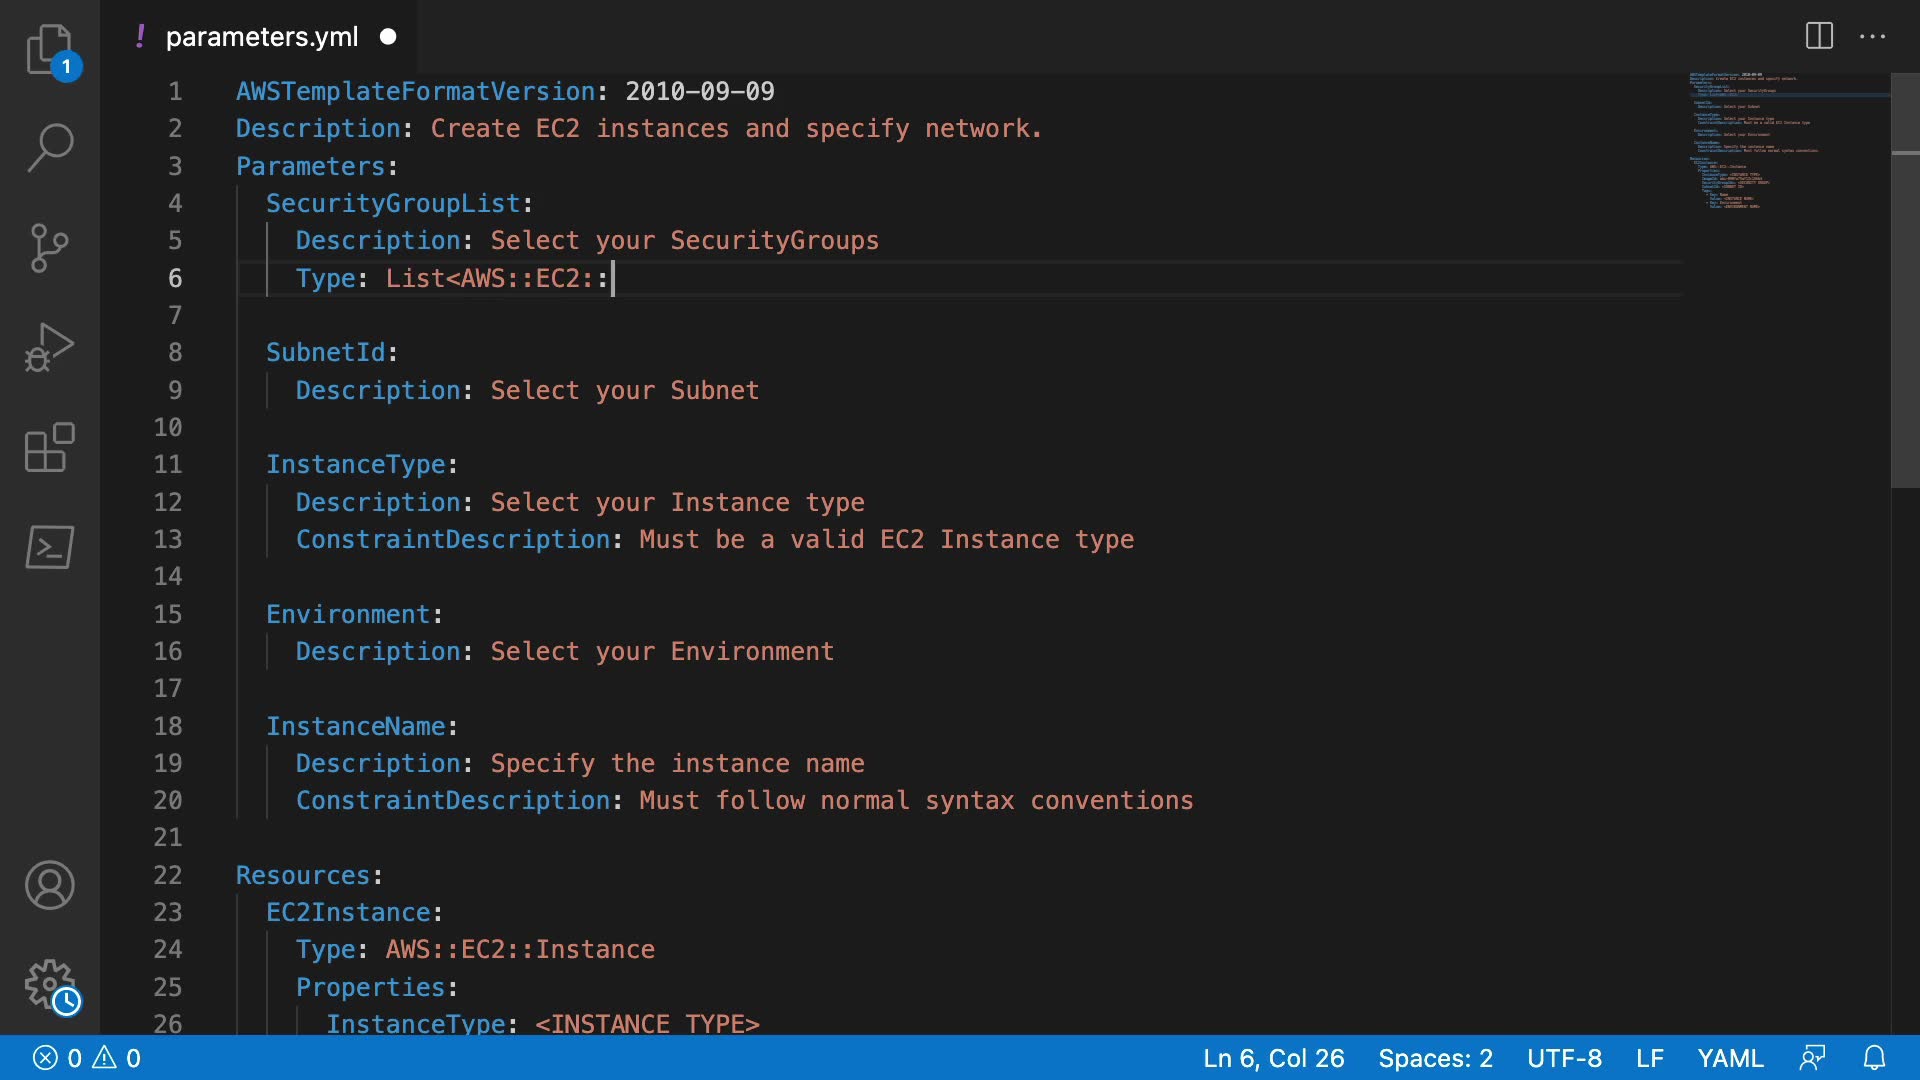 ! parameters.yml
1
1 AWSTemplateFormatVersion: 2010-09-09
2 Description: Create EC2 instances and specify network.
3 Parameters:
4 SecurityGroupList:
5 Description: Select your SecurityGroups
6 Type: List<AWS::EC2::
7
8 SubnetId:
9 Description: Select your Subnet
10
11 InstanceType:
12 Description: Select your Instance type
13 ConstraintDescription: Must be a valid EC2 Instance type
14
15 Environment:
16 Description: Select your Environment
17
18 InstanceName:
19 Description: Specify the instance name
20 ConstraintDescription: Must follow normal syntax conventions
21
22 Resources:
23 EC2Instance:
24 Type: AWS::EC2::Instance
25 Properties:
26 InstanceType: <INSTANCE TYPE>
0 0 Ln 6, Col 26 Spaces: 2 UTF-8 LF YAML